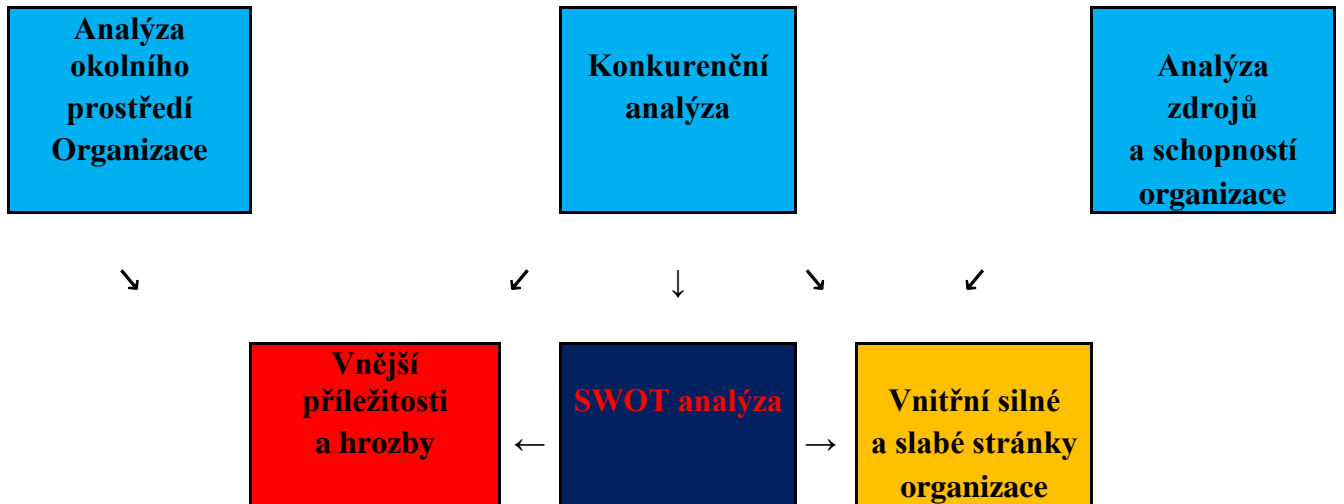 Analýza
okolního
prostředí
Organizace
Konkurenční
analýza
Analýza
zdrojů
a schopností
organizace
↘ ↙ ↓ ↘ ↙
Vnější
příležitosti
a hrozby
←
SWOT analýza
→
Vnitřní silné
a slabé stránky
organizace